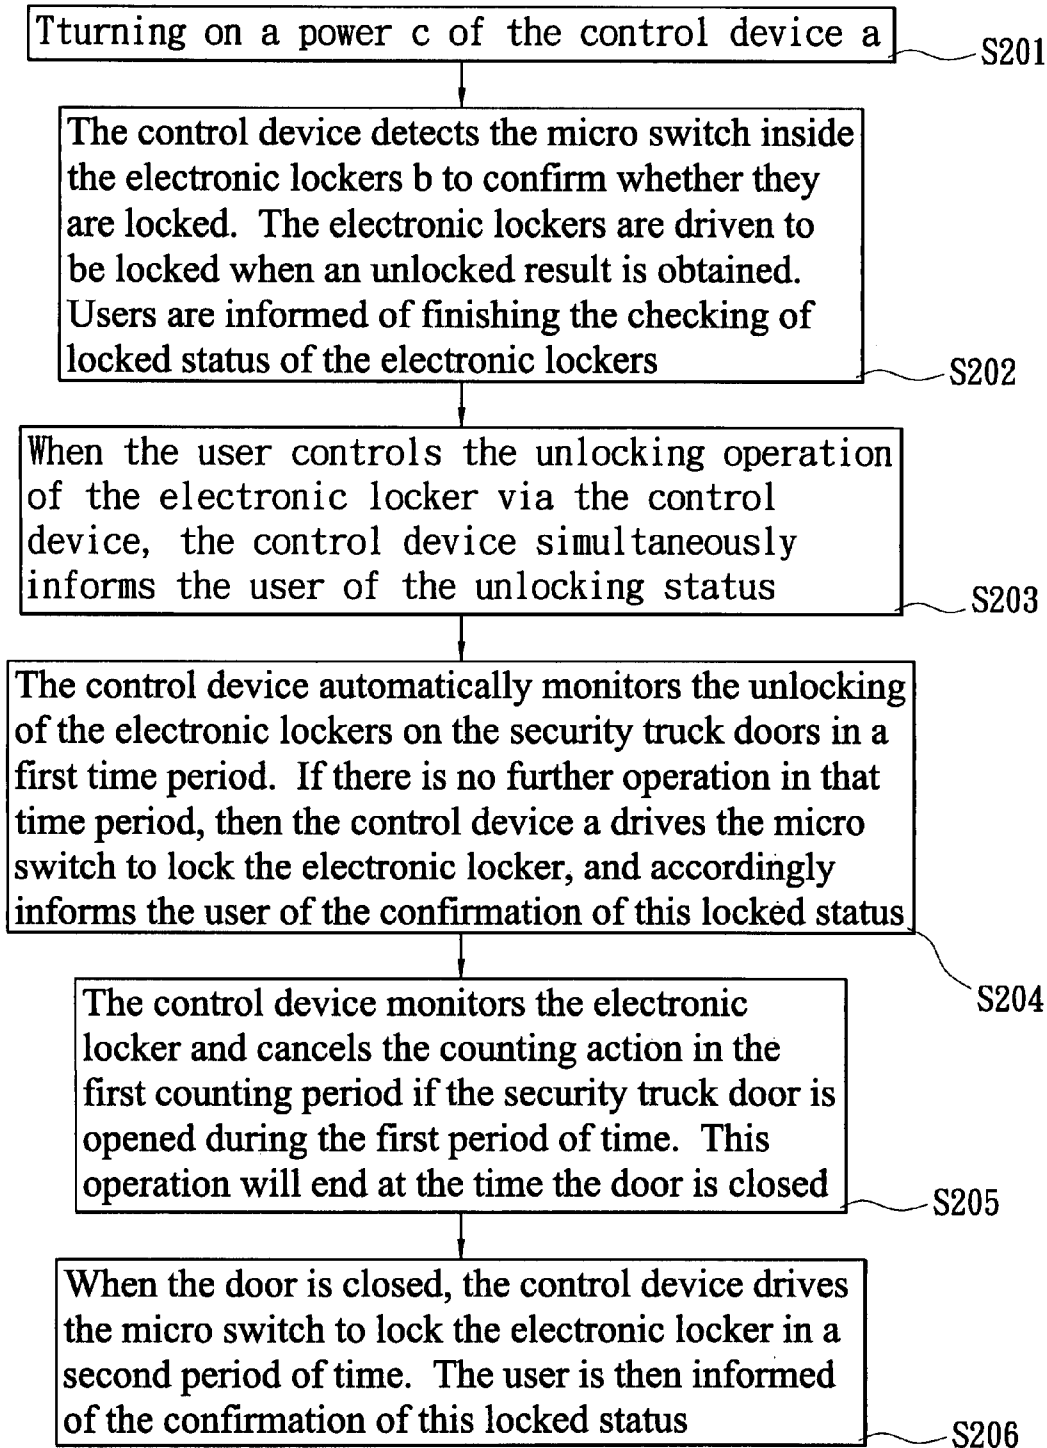 Tturning on a power c of the control device a
S201
The control device detects the micro switch inside
the electronic lockers b to confirm whether they
are locked. The electronic lockers are driven to
be locked when an unlocked result is obtained.
Users are informed of finishing the checking of
locked status of the electronic lockers
S202
When the user controls the unlocking operation
of the electronic locker via the control
device, the control device simultaneously
informs the user of the unlocking status
S203
The control device automatically monitors the unlocking
of the electronic lockers on the security truck doors in a
first time period. If there is no further operation in that
time period, then the control device a drives the micro
switch to lock the electronic locker, and accordingly
informs the user of the confirmation of this locked status
S204
The control device monitors the electronic
locker and cancels the counting action in the
first counting period if the security truck door is
opened during the first period of time. This
operation will end at the time the door is closed
S205
When the door is closed, the control device drives
the micro switch to lock the electronic locker in a
second period of time. The user is then informed
of the confirmation of this locked status
S206